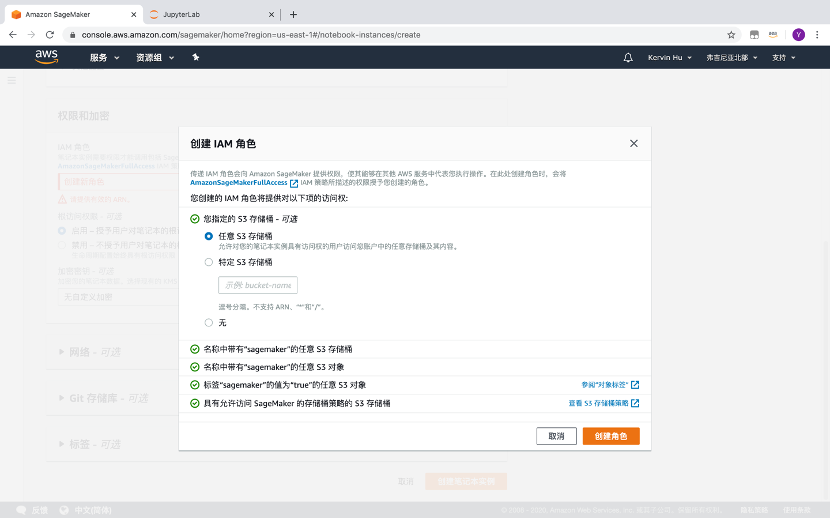 Amazon SageMaker
JupyterLab
console.aws.amazon.com/sagemaker/home?region=us-east-1#/notebook-instances/create
Y
aws
服务
资源组
Kervin Hu
弗吉尼亚北部
支持
权限和加密
IAM 角色
创建 IAM 角色
传递 IAM 角色会向 Amazon SageMaker 提供权限，使其能够在其他 AWS 服务中代表您执行操作。在此处创建角色时，会将
AmazonSageMakerFullAccess IAM 策略所描述的权限授予您创建的角色。
您创建的 IAM 角色将提供对以下项的访问权:
您指定的 S3 存储桶 - 可选
任意 S3 存储桶
允许对您的笔记本实例具有访问权的用户访问您账户中的任意存储桶及其内容。
特定 S3 存储桶
示例: bucket-name
逗号分隔。不支持 ARN、"*"和"/"。
无
名称中带有"sagemaker"的任意 S3 存储桶
名称中带有"sagemaker"的任意 S3 对象
标签"sagemaker"的值为"true"的任意 S3 对象
参阅"对象标签"
具有允许访问 SageMaker 的存储桶策略的 S3 存储桶
查看 S3 存储桶策略
取消
创建角色
无自定义加密
网络 - 可选
Git 存储库 - 可选
标签 - 可选
取消
创建笔记本实例
反馈
中文(简体)